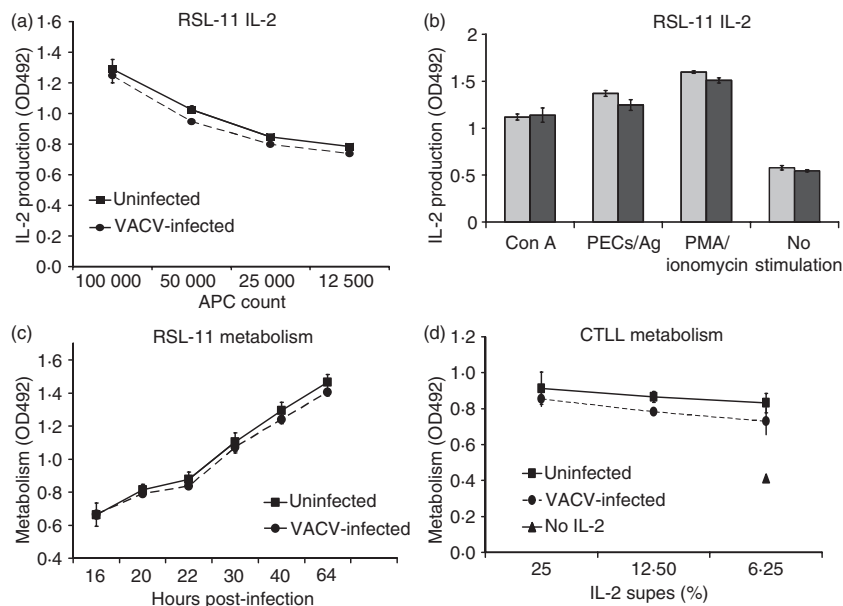 (a)
RSL-11 IL-2
IL-2 production (OD492)
1·6
1·4
1·2
1·0
0·8
0·6
0·4
0·2
0·0
Uninfected
VACV-infected
100 000
50 000
25 000
12 500
APC count
(b)
RSL-11 IL-2
IL-2 production (OD492)
2
1·5
1
0·5
0
Con A
PECs/Ag
PMA/
ionomycin
No
stimulation
(c)
RSL-11 metabolism
Metabolism (OD492)
1·6
1·4
1·2
1·0
0·8
0·6
0·4
Uninfected
VACV-infected
16
20
22
30
40
64
Hours post-infection
(d)
CTLL metabolism
Metabolism (OD492)
1·0
0·8
0·6
0·4
0·2
0·0
Uninfected
VACV-infected
No IL-2
25
12·50
6·25
IL-2 supes (%)